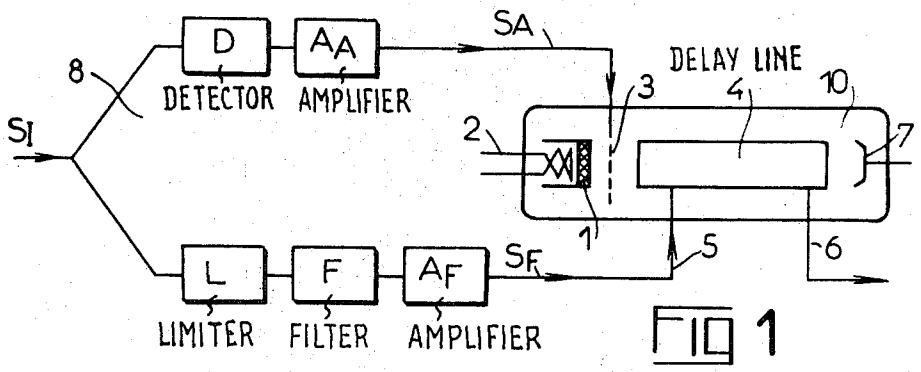 D
A_A
SA
8
DETECTOR
AMPLIFIER
DELAY LINE
3
4
10
7
SI
2
1
5
6
L
F
AF
SF
LIMITER
FILTER
AMPLIFIER
Fig 1